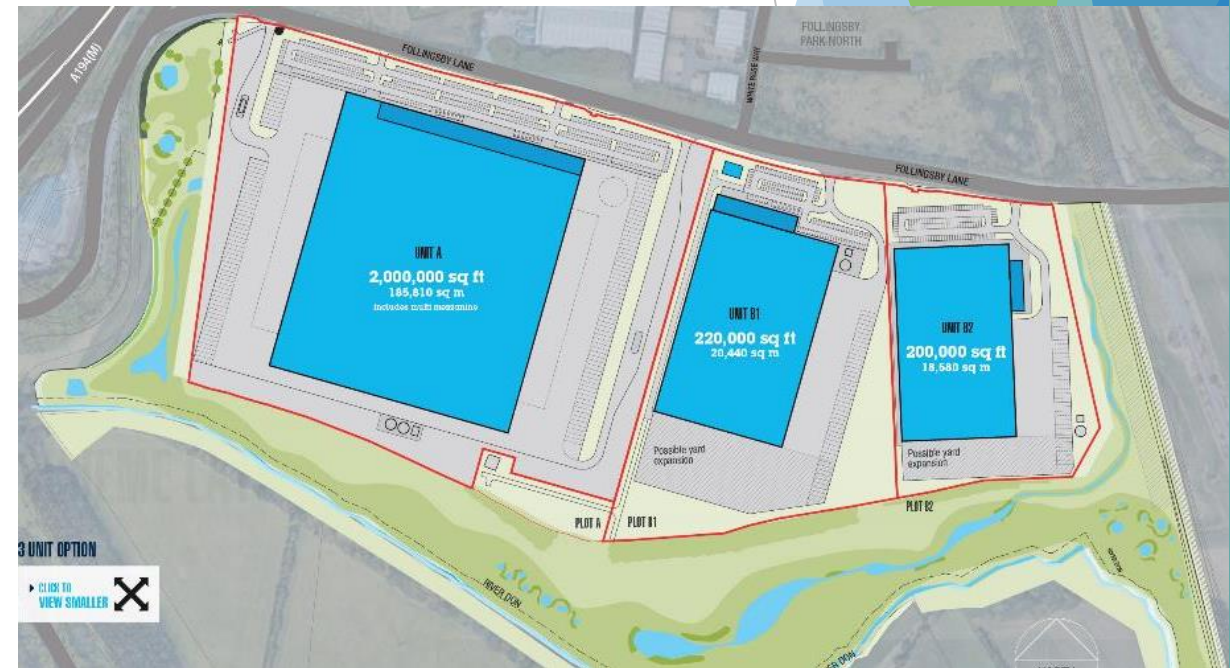 A194(M)
FOLLINGSBY LANE
FOLLINGSBY
PARK NORTH
FOLLINGSBY LANE
UNIT A
2,000,000 sq ft
185,810 sq m
includes multi mezzanine
UNIT B1
220,000 sq ft
20,440 sq m
UNIT B2
200,000 sq ft
18,580 sq m
Possible yard
expansion
Possible yard
expansion
PLOT A
PLOT B1
PLOT B2
3 UNIT OPTION
CLICK TO
VIEW SMALLER
RIVER DON
RIVER DON